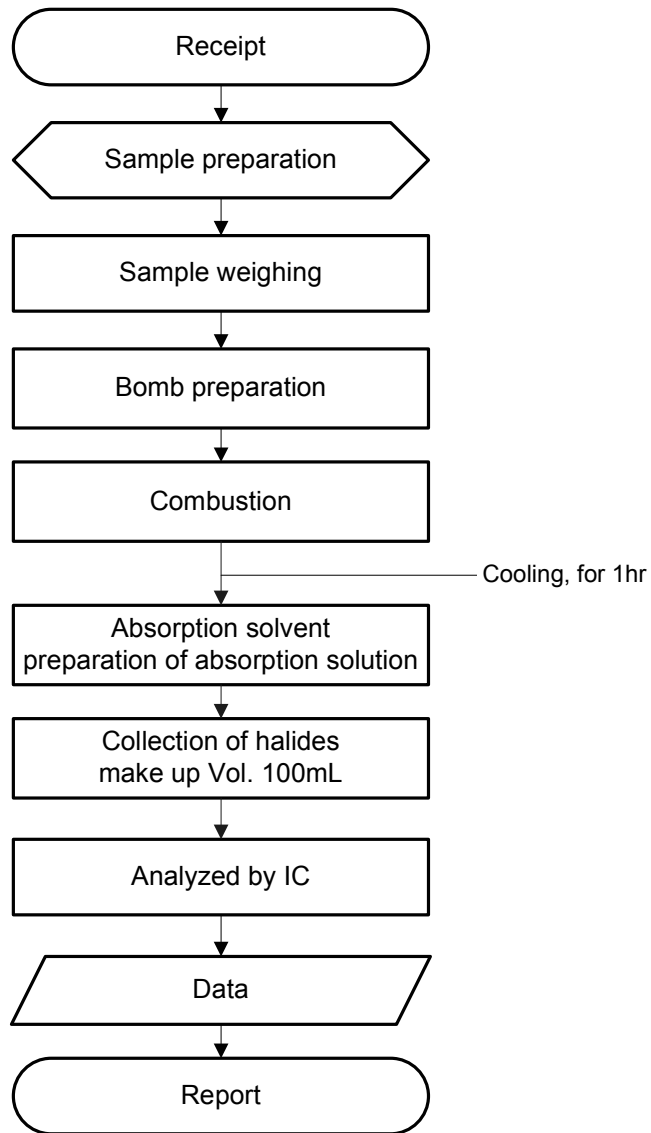 Receipt
Sample preparation
Sample weighing
Bomb preparation
Combustion
Cooling, for 1hr
Absorption solvent
preparation of absorption solution
Collection of halides
make up Vol. 100mL
Analyzed by IC
Data
Report